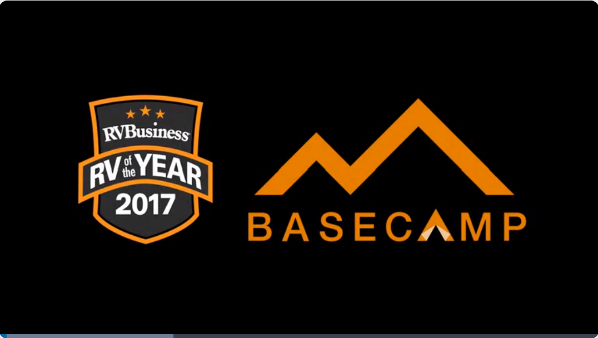 RVBusiness
RV of the YEAR
2017
BASECAMP